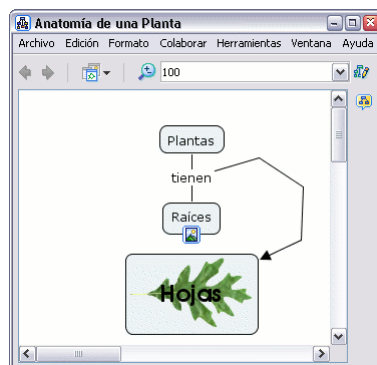 Anatomía de una Planta
Archivo Edición Formato Colaborar Herramientas Ventana Ayuda
100
Plantas
tienen
Raíces
Hojas